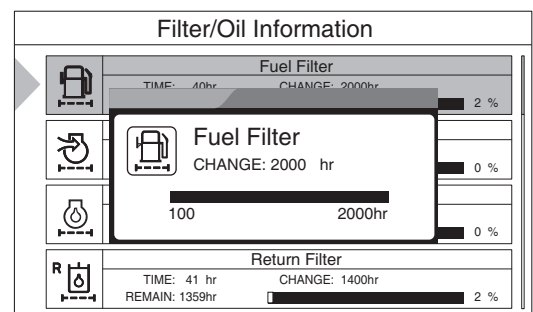 Filter/Oil Information
Fuel Filter
TIME: 40hr CHANGE: 2000hr
2 %
Fuel Filter
CHANGE: 2000 hr
0 %
100 2000hr
0 %
Return Filter
R
TIME: 41 hr CHANGE: 1400hr
REMAIN: 1359hr 2 %